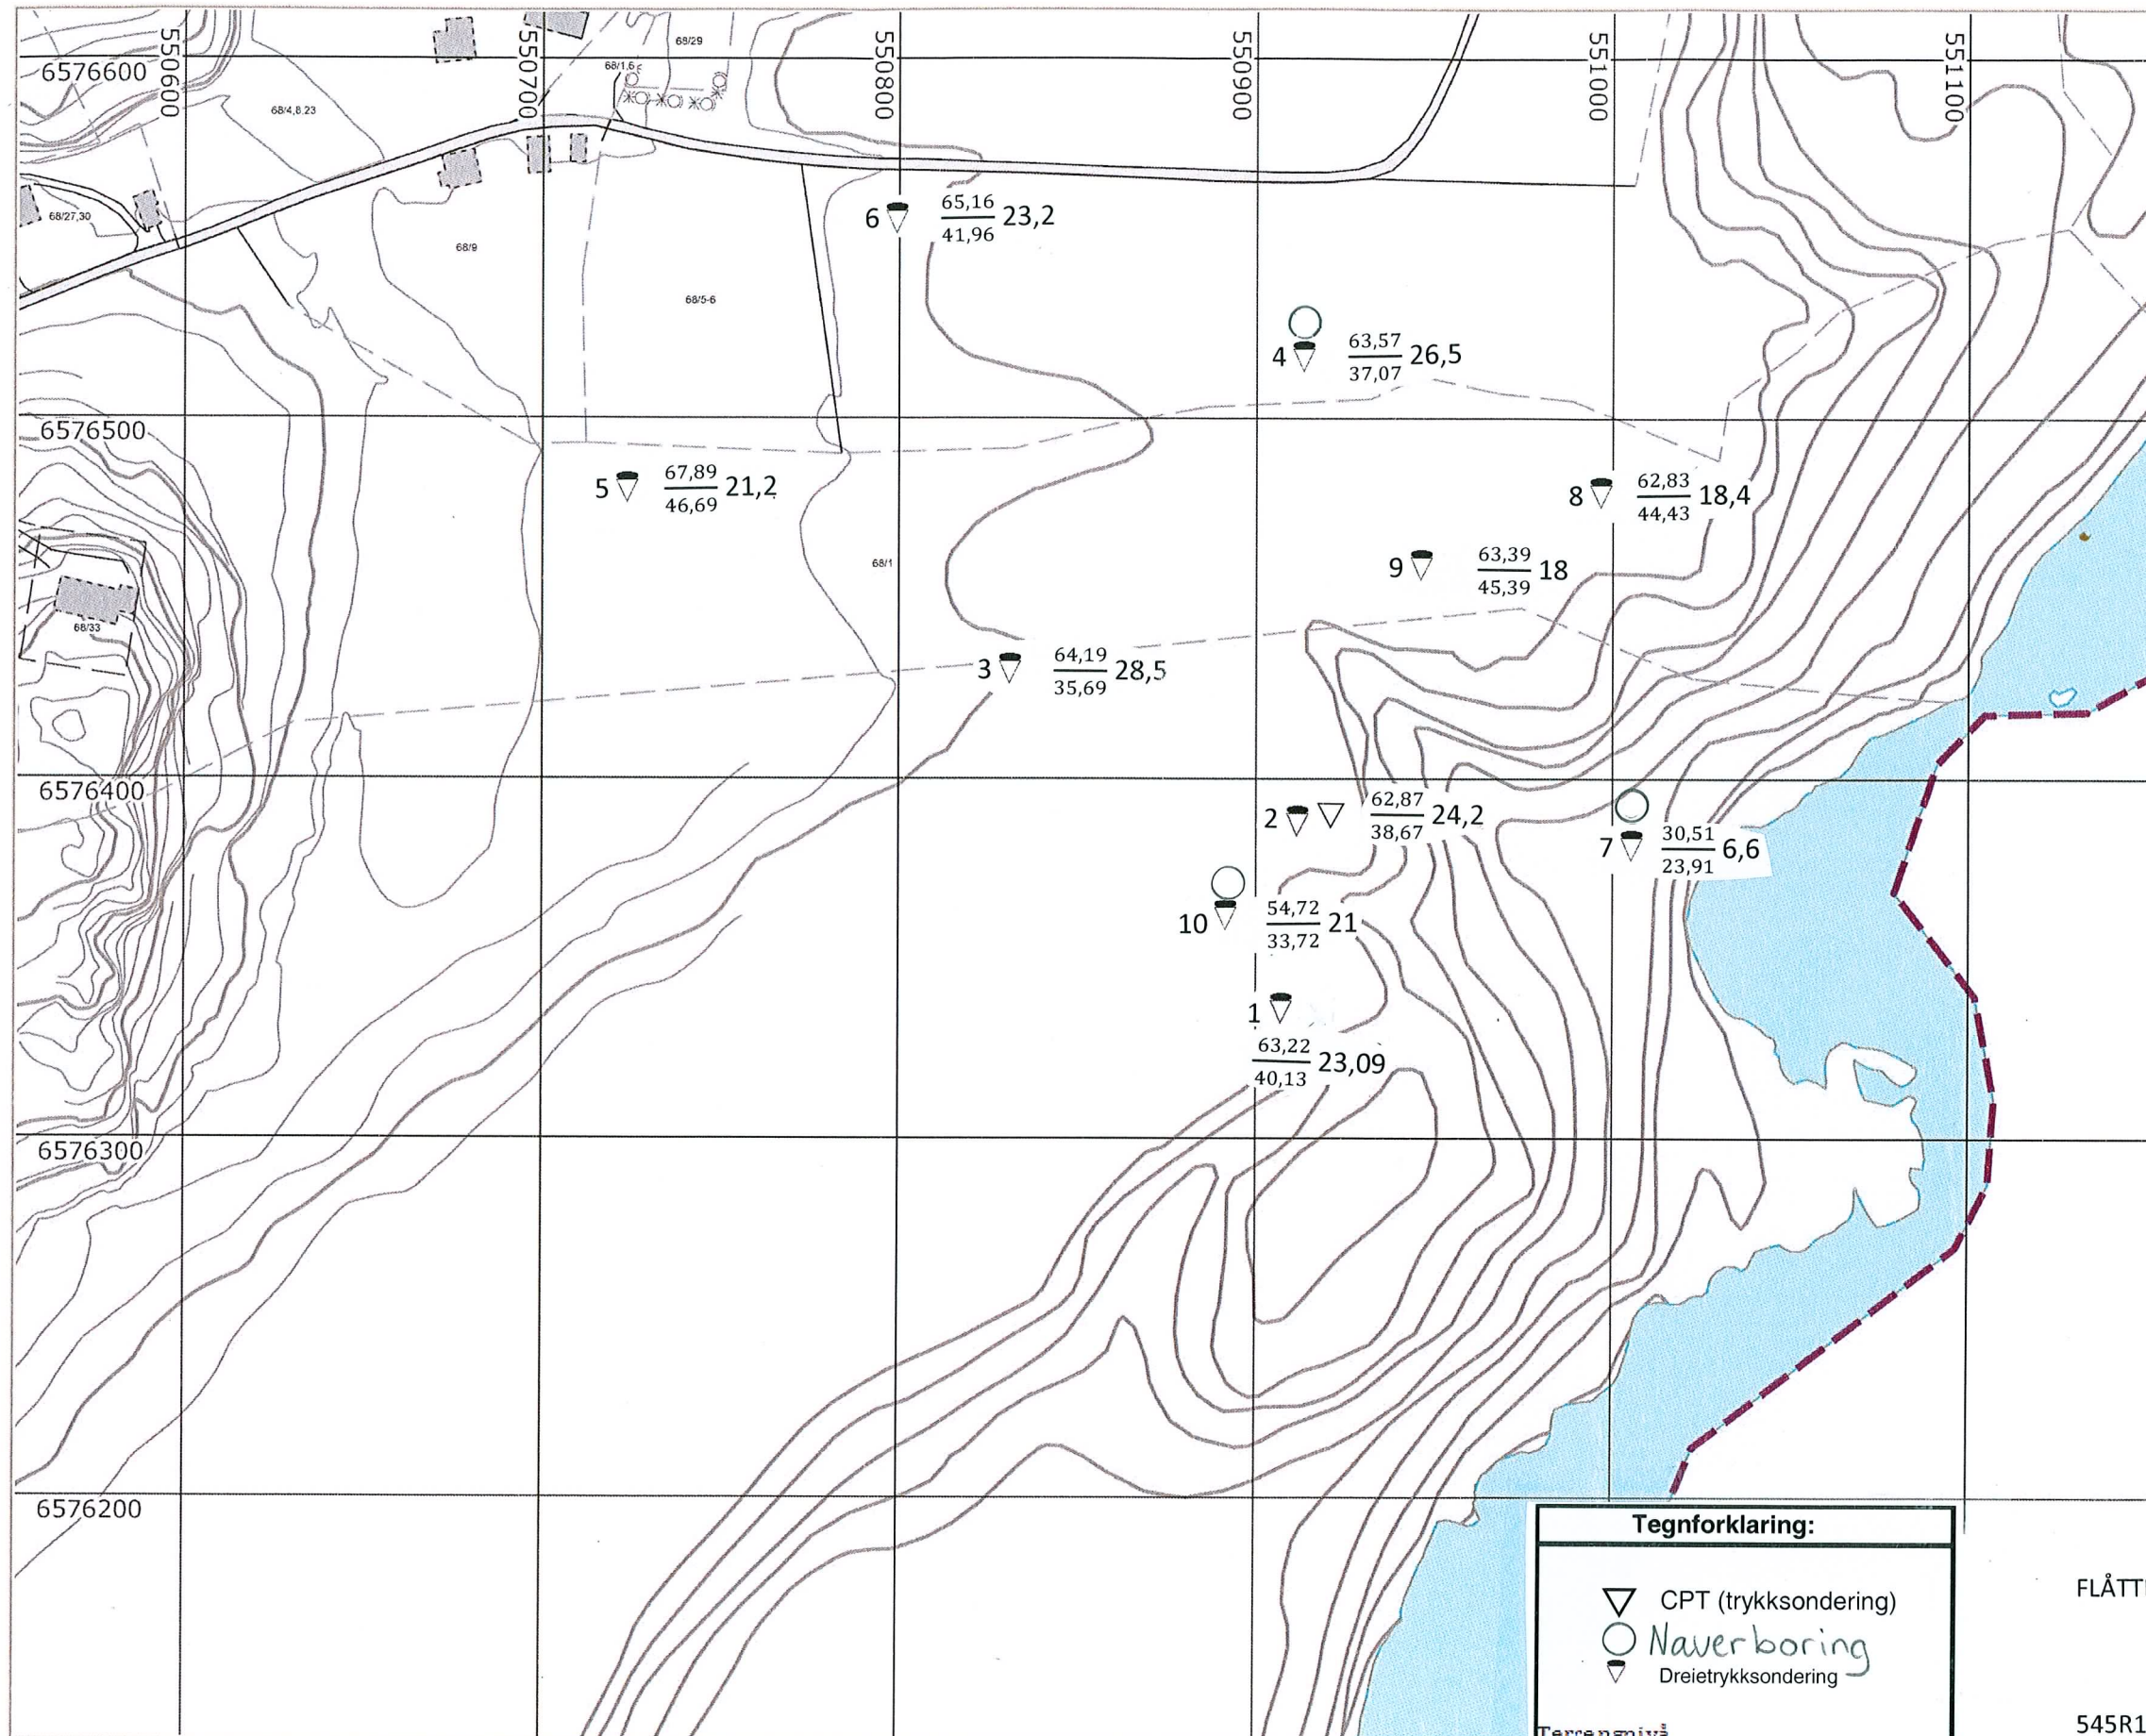 550600
550700
550800
550900
551000
551100
6576600
68/29
68/1,6
68/4,8.23
68/27,30
68/9
6 65,16 23,2
41,96
68/5-6
4 63,57 26,5
37,07
6576500
5 67,89 21,2
46,69
8 62,83 18,4
44,43
68/1
9 63,39 18
45,39
68/33
3 64,19 28,5
35,69
6576400
2 62,87 24,2
38,67
7 30,51 6,6
23,91
10 54,72 21
33,72
1
63,22 23,09
40,13
6576300
6576200
Tegnforklaring:
CPT (trykksondering)
Naverboring
Dreietrykksondering
Terrengnivå
FLÅTT
545R1